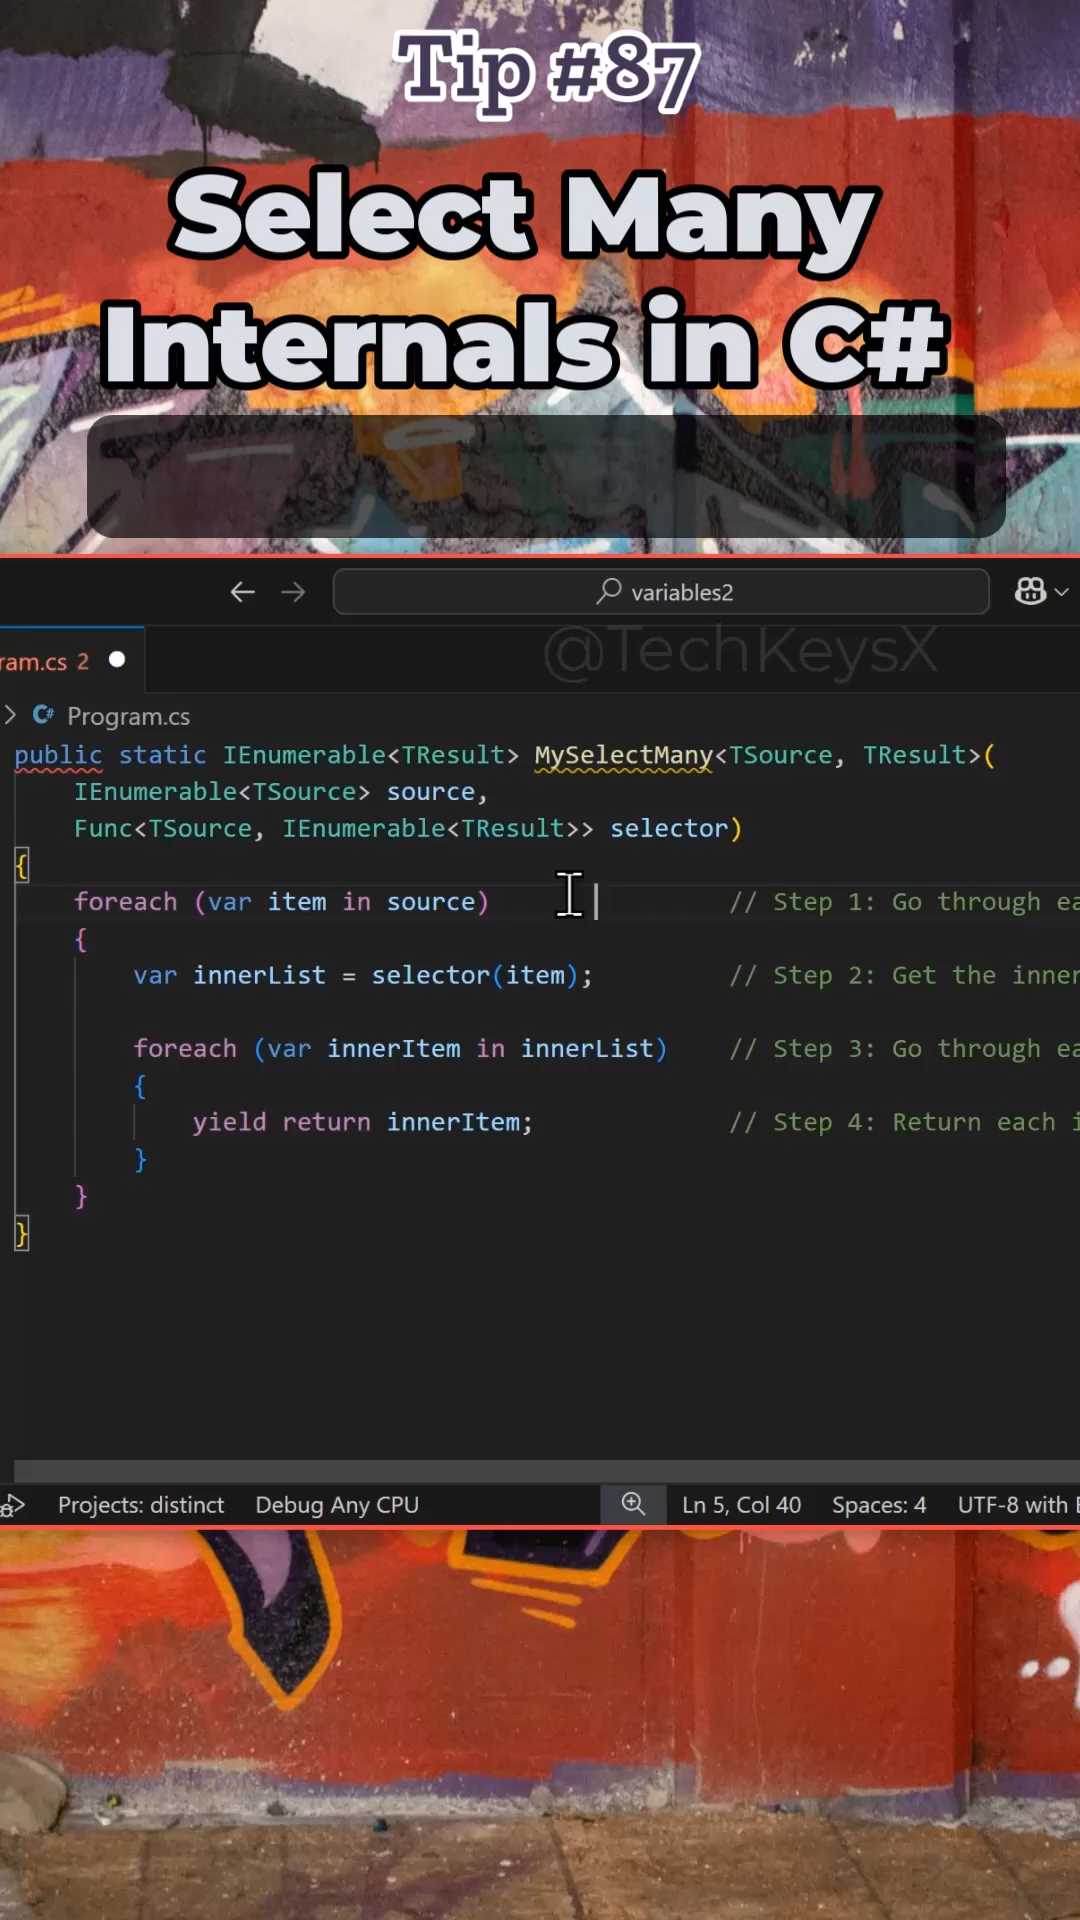 Tip #87
Select Many
Internals in C#
variables2
ram.cs 2
@TechKeysX
Program.cs
public static IEnumerable<TResult> MySelectMany<TSource, TResult>(
    IEnumerable<TSource> source,
    Func<TSource, IEnumerable<TResult>> selector)
{
    foreach (var item in source)                // Step 1: Go through ea
    {
        var innerList = selector(item);         // Step 2: Get the inner
        foreach (var innerItem in innerList)    // Step 3: Go through ea
        {
            yield return innerItem;             // Step 4: Return each i
        }
    }
}
Projects: distinct Debug Any CPU Ln 5, Col 40 Spaces: 4 UTF-8 with